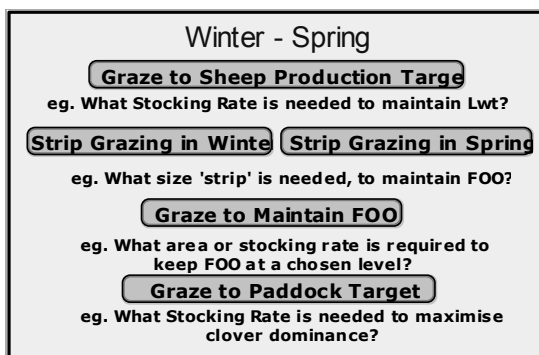 Winter - Spring
Graze to Sheep Production Targe
eg. What Stocking Rate is needed to maintain Lwt?
Strip Grazing in Winte Strip Grazing in Spring
eg. What size 'strip' is needed, to maintain FOO?
Graze to Maintain FOO
eg. What area or stocking rate is required to
keep FOO at a chosen level?
Graze to Paddock Target
eg. What Stocking Rate is needed to maximise
clover dominance?